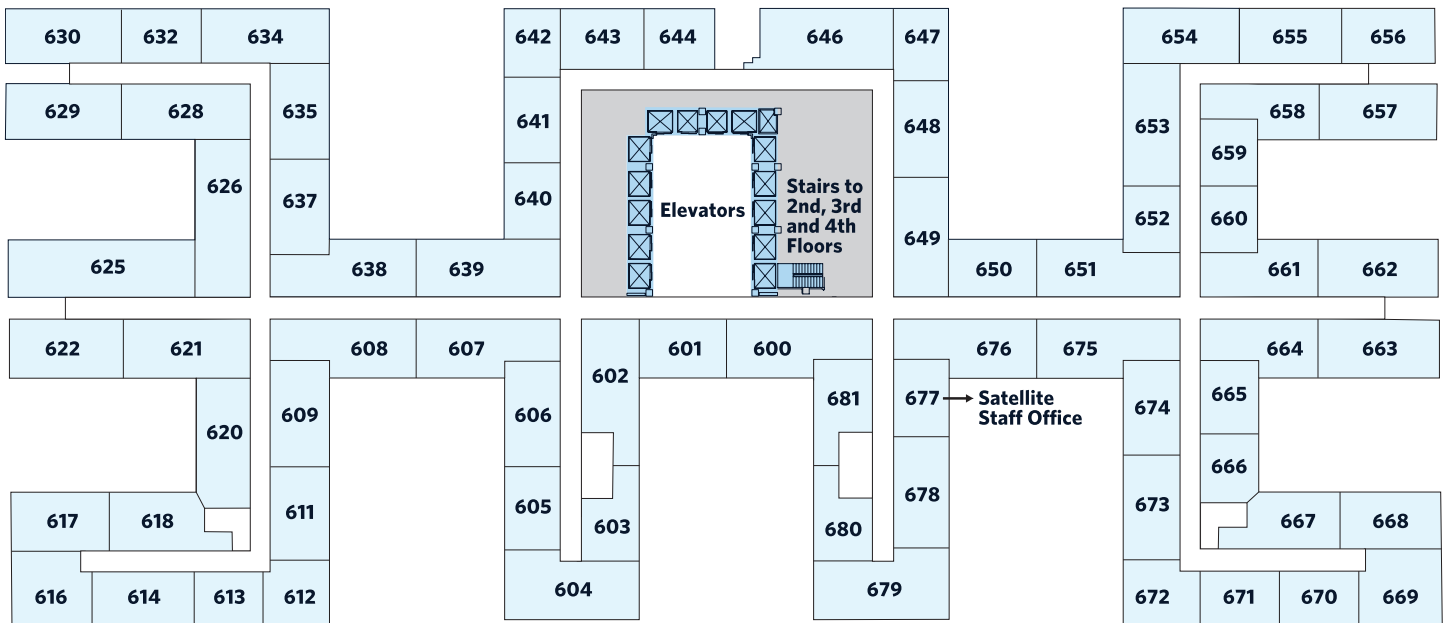 630 632 634 642 643 644 646 647 654 655 656
629 628 635 641 648 653 658 657
659
626 637 640 Elevators Stairs to
2nd, 3rd
and 4th
Floors
649 652 660
625 638 639 650 651 661 662
622 621 608 607 601 600 676 675 664 663
602
609 606 681 677 Satellite
Staff Office
674 665
620 666
617 618 611 605 603 680 678 673 667 668
616 614 613 612 604 679 672 671 670 669